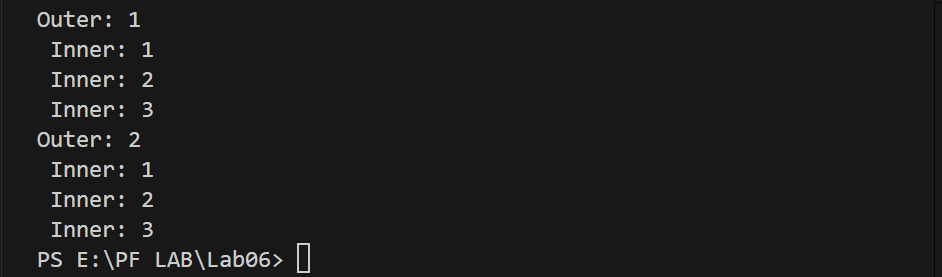 Outer: 1
 Inner: 1
 Inner: 2
 Inner: 3
Outer: 2
 Inner: 1
 Inner: 2
 Inner: 3
PS E:\PF LAB\Lab06>